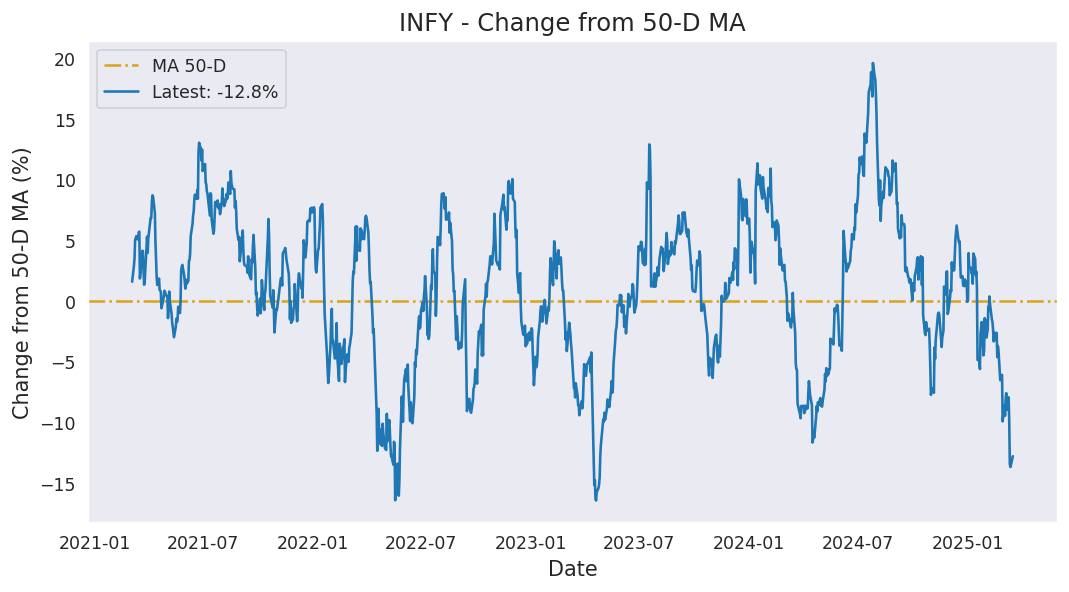 INFY - Change from 50-D MA
MA 50-D
Latest: -12.8%
Change from 50-D MA (%)
20
15
10
5
0
−5
−10
−15
2021-01 2021-07 2022-01 2022-07 2023-01 2023-07 2024-01 2024-07 2025-01
Date